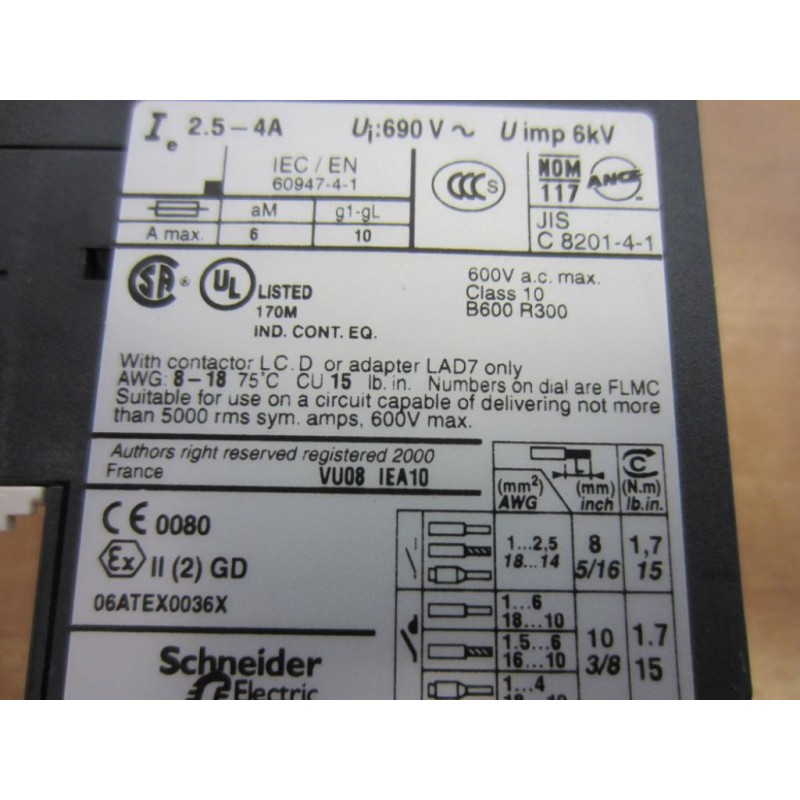 Ie 2.5-4A Ui:690 V ~ U imp 6kV
IEC / EN
60947-4-1
aM g1-gL
A max. 6 10
CCC S
NOM
117
ANCE
JIS
C 8201-4-1
SA ®
UL LISTED
170M
IND. CONT. EQ.
600V a.c. max.
Class 10
B600 R300
With contactor LC.D or adapter LAD7 only
AWG: 8-18 75°C CU 15 lb.in. Numbers on dial are FLMC
Suitable for use on a circuit capable of delivering not more
than 5000 rms sym. amps, 600V max.
Authors right reserved registered 2000
France VU08 IEA10
CE 0080
Ex II (2) GD
06ATEX0036X
Schneider
Electric
L C
(mm²) (mm) (N.m)
AWG inch lb.in.
1...2,5 8 1,7
18...14 5/16 15
1...6
18...10
1.5...6 10 1.7
16...10 3/8 15
1...4
18...10